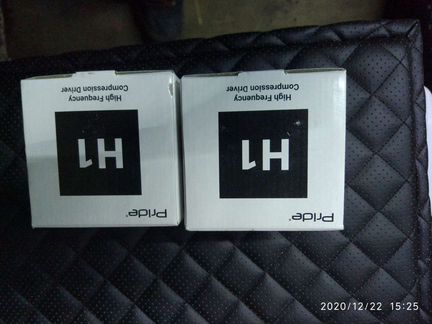 Pride
H1
High Frequency
Compression Driver
Pride
H1
High Frequency
Compression Driver
2020/12/22 15:25